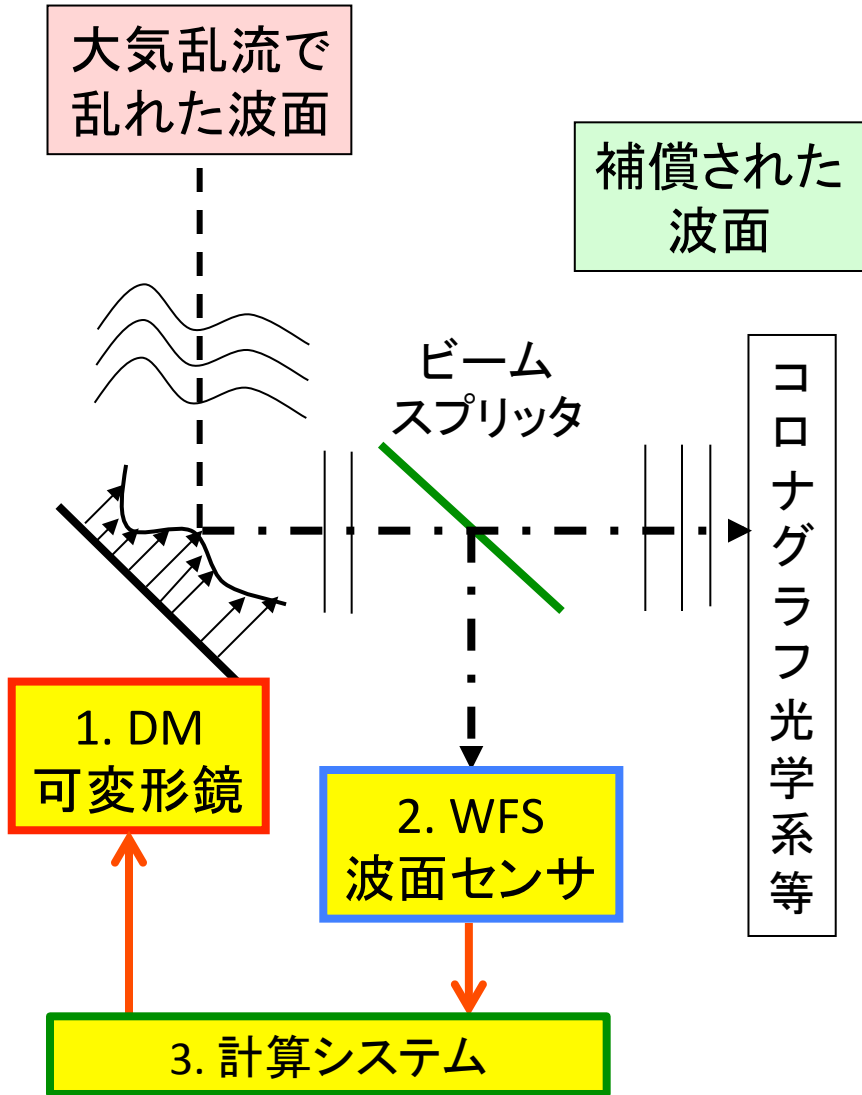 大気乱流で
乱れた波面
補償された
波面
ビーム
スプリッタ
コロナグラフ光学系等
1. DM
可変形鏡
2. WFS
波面センサ
3. 計算システム